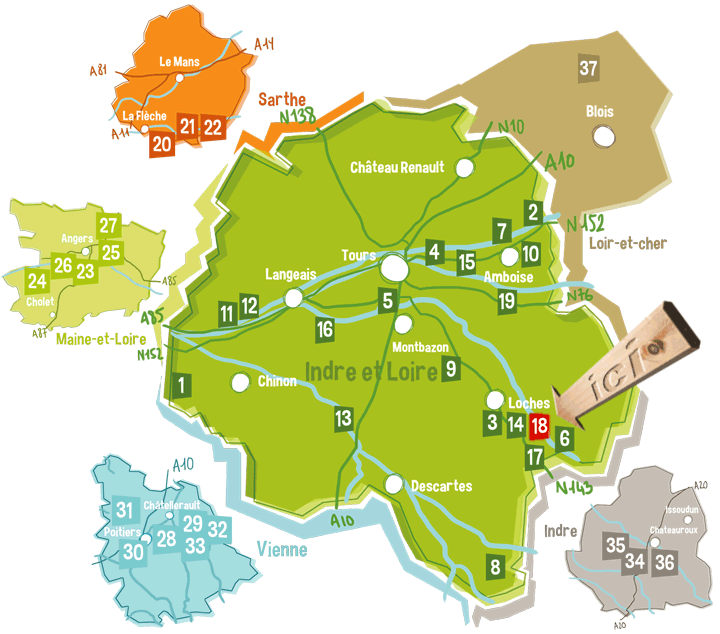 A14
Le Mans
A81
La Flèche
A11
20
21
22
Sarthe
N138
37
Blois
Loir-et-cher
N10
A10
Château Renault
2
7
N152
Tours
4
15
10
Amboise
27
Angers
26
23
25
24
A85
Cholet
A87
Maine-et-Loire
Langeais
11
12
16
5
19
N76
A85
N152
Montbazon
Indre et Loire
9
ici
1
Chinon
Loches
13
3
14
18
6
17
N143
Descartes
A10
8
A10
31
Châtellerault
Poitiers
29
32
28
30
33
Vienne
Indre
A20
Issoudun
Chateauroux
35
34
36
A20